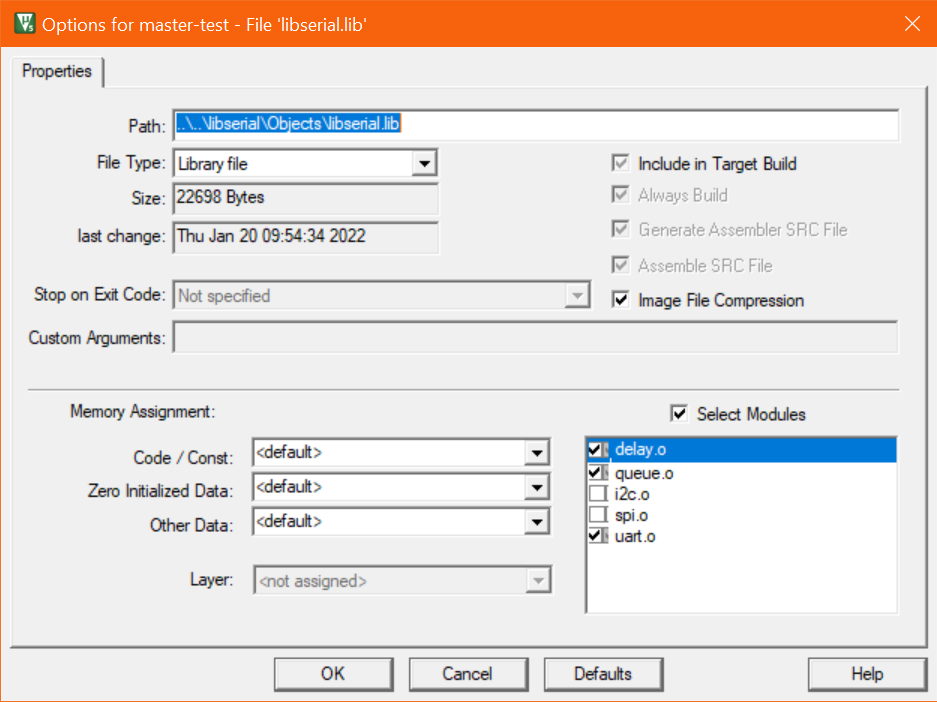 Options for master-test - File 'libserial.lib'
Properties
Path: ..\..\libserial\Objects\libserial.lib
File Type: Library file
Include in Target Build
Size: 22698 Bytes
Always Build
last change: Thu Jan 20 09:54:34 2022
Generate Assembler SRC File
Assemble SRC File
Stop on Exit Code: Not specified
Image File Compression
Custom Arguments:
Memory Assignment:
Select Modules
Code / Const: <default>
Zero Initialized Data: <default>
Other Data: <default>
Layer: <not assigned>
delay.o
queue.o
i2c.o
spi.o
uart.o
OK
Cancel
Defaults
Help